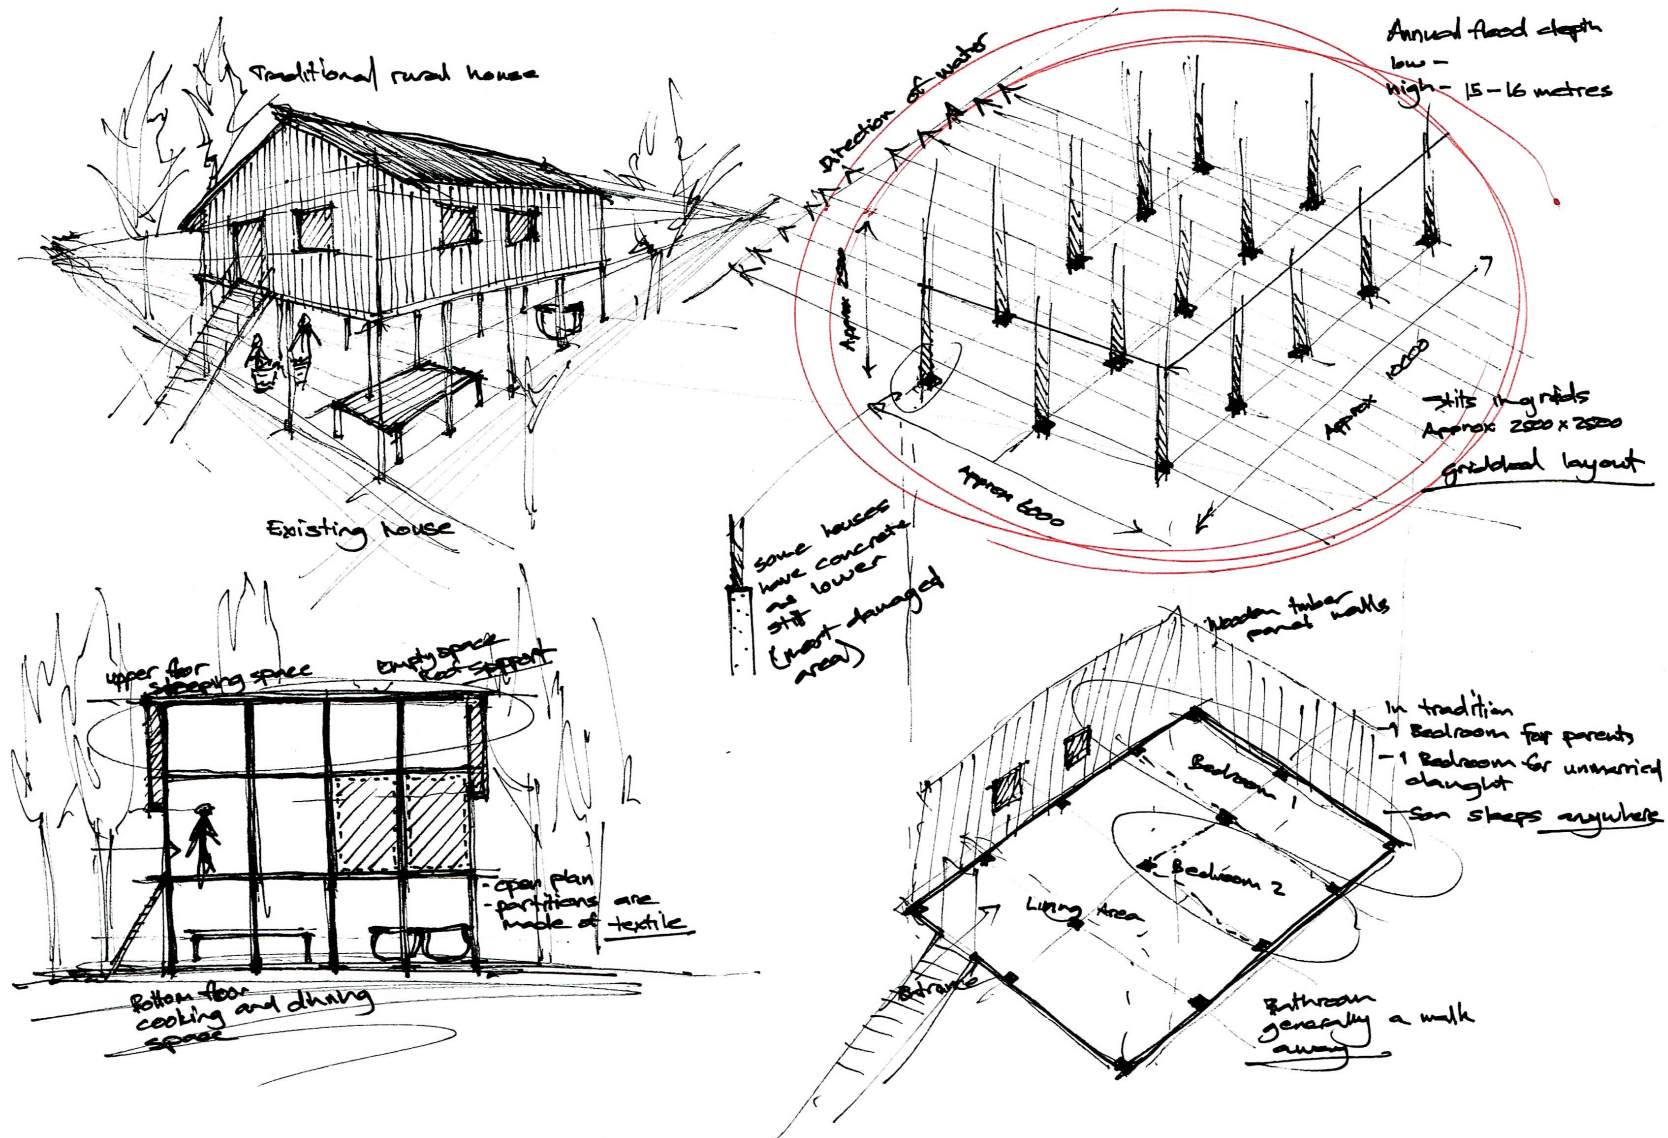 Traditional rural house
Existing house
Direction of water
Annual flood depth
low -
high - 15-16 metres
Approx 2500
Approx 6000
Approx 10000
Stilts in grids
Approx 2500 x 2500
gridded layout
some houses
have concrete
as lower
stilt
(most damaged
area)
upper floor
sleeping space
Empty space
Roof support
- open plan
- partitions are
made of textile
Bottom floor
cooking and dinning
space
Wooden timber
panel walls
In tradition
- 1 Bedroom for parents
- 1 Bedroom for unmarried
daught
- Son sleeps anywhere
Bedroom 1
Bedroom 2
Living Area
Entrance
Bathroom
generally a walk
away